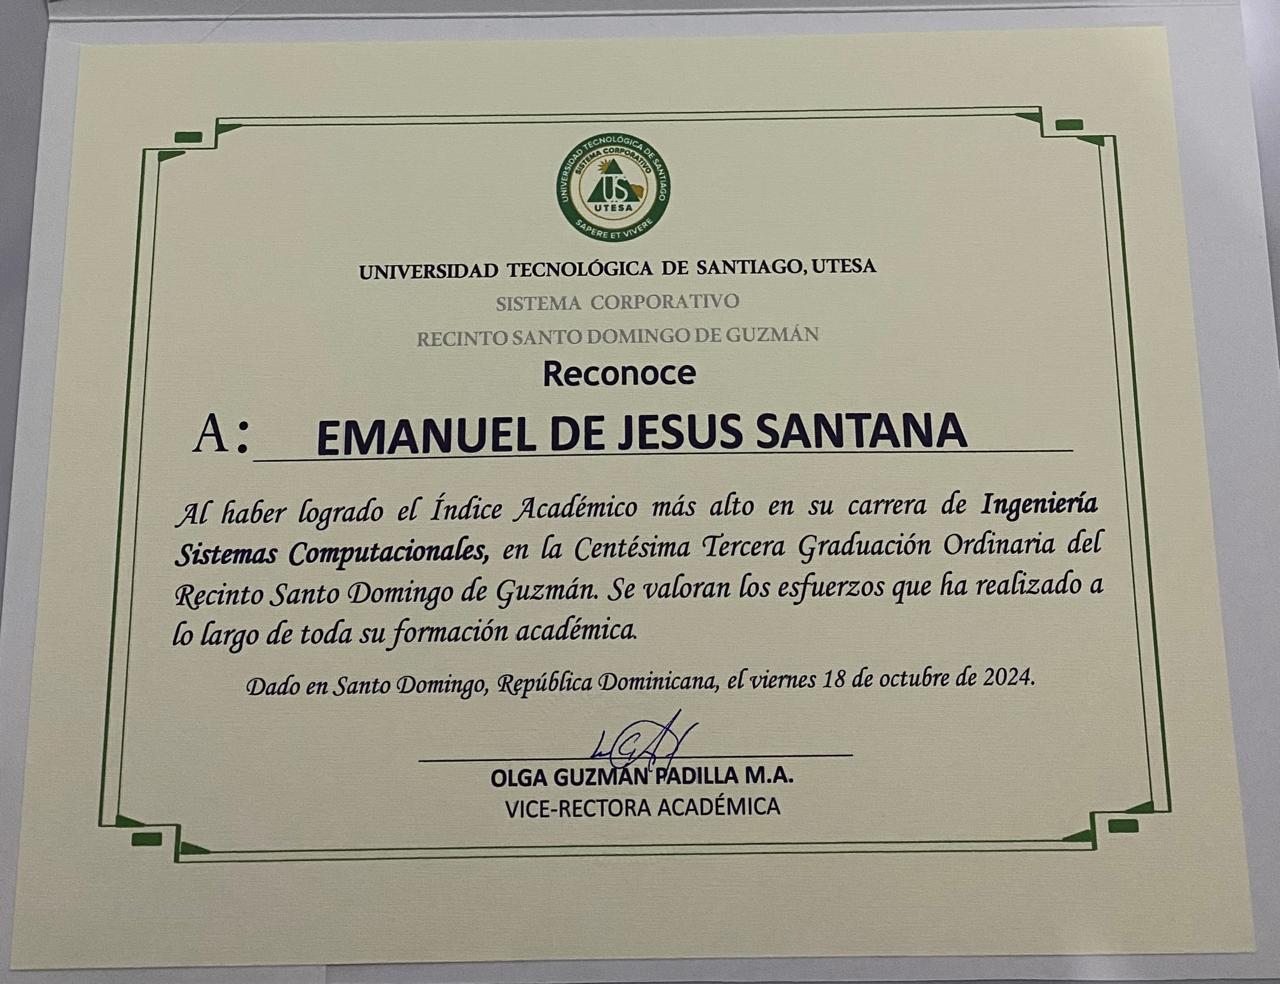 UNIVERSIDAD TECNOLÓGICA DE SANTIAGO
SISTEMA CORPORATIVO
US
UTESA
SAPERE ET VIVERE
UNIVERSIDAD TECNOLÓGICA DE SANTIAGO, UTESA
SISTEMA CORPORATIVO
RECINTO SANTO DOMINGO DE GUZMÁN
Reconoce
A: EMANUEL DE JESUS SANTANA
Al haber logrado el Índice Académico más alto en su carrera de Ingeniería
Sistemas Computacionales, en la Centésima Tercera Graduación Ordinaria del
Recinto Santo Domingo de Guzmán. Se valoran los esfuerzos que ha realizado a
lo largo de toda su formación académica.
Dado en Santo Domingo, República Dominicana, el viernes 18 de octubre de 2024.
OLGA GUZMÁN PADILLA M.A.
VICE-RECTORA ACADÉMICA